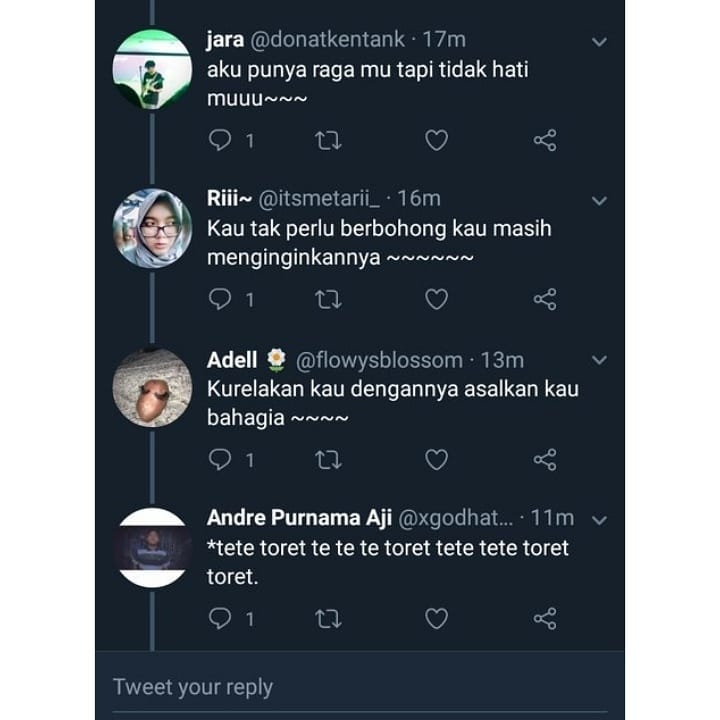 jara @donatkentank · 17m
aku punya raga mu tapi tidak hati
muuu~~~
1
Riii~ @itsmetarii_ · 16m
Kau tak perlu berbohong kau masih
menginginkannya ~~~~~~
1
Adell 🌼 @flowysblossom · 13m
Kurelakan kau dengannya asalkan kau
bahagia ~~~~
1
Andre Purnama Aji @xgodhat... · 11m
*tete toret te te te toret tete tete toret
toret.
1
Tweet your reply